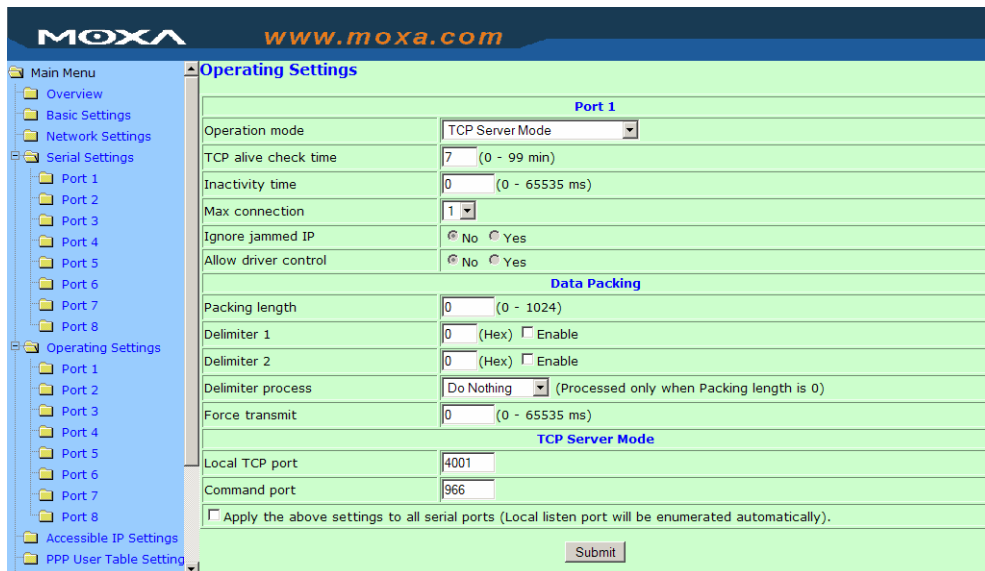 MOXA www.moxa.com
Main Menu
Overview
Basic Settings
Network Settings
Serial Settings
Port 1
Port 2
Port 3
Port 4
Port 5
Port 6
Port 7
Port 8
Operating Settings
Port 1
Port 2
Port 3
Port 4
Port 5
Port 6
Port 7
Port 8
Accessible IP Settings
PPP User Table Setting
Operating Settings
Port 1
Operation mode TCP Server Mode
TCP alive check time 7 (0 - 99 min)
Inactivity time 0 (0 - 65535 ms)
Max connection 1
Ignore jammed IP No Yes
Allow driver control No Yes
Data Packing
Packing length 0 (0 - 1024)
Delimiter 1 0 (Hex) Enable
Delimiter 2 0 (Hex) Enable
Delimiter process Do Nothing (Processed only when Packing length is 0)
Force transmit 0 (0 - 65535 ms)
TCP Server Mode
Local TCP port 4001
Command port 966
Apply the above settings to all serial ports (Local listen port will be enumerated automatically).
Submit